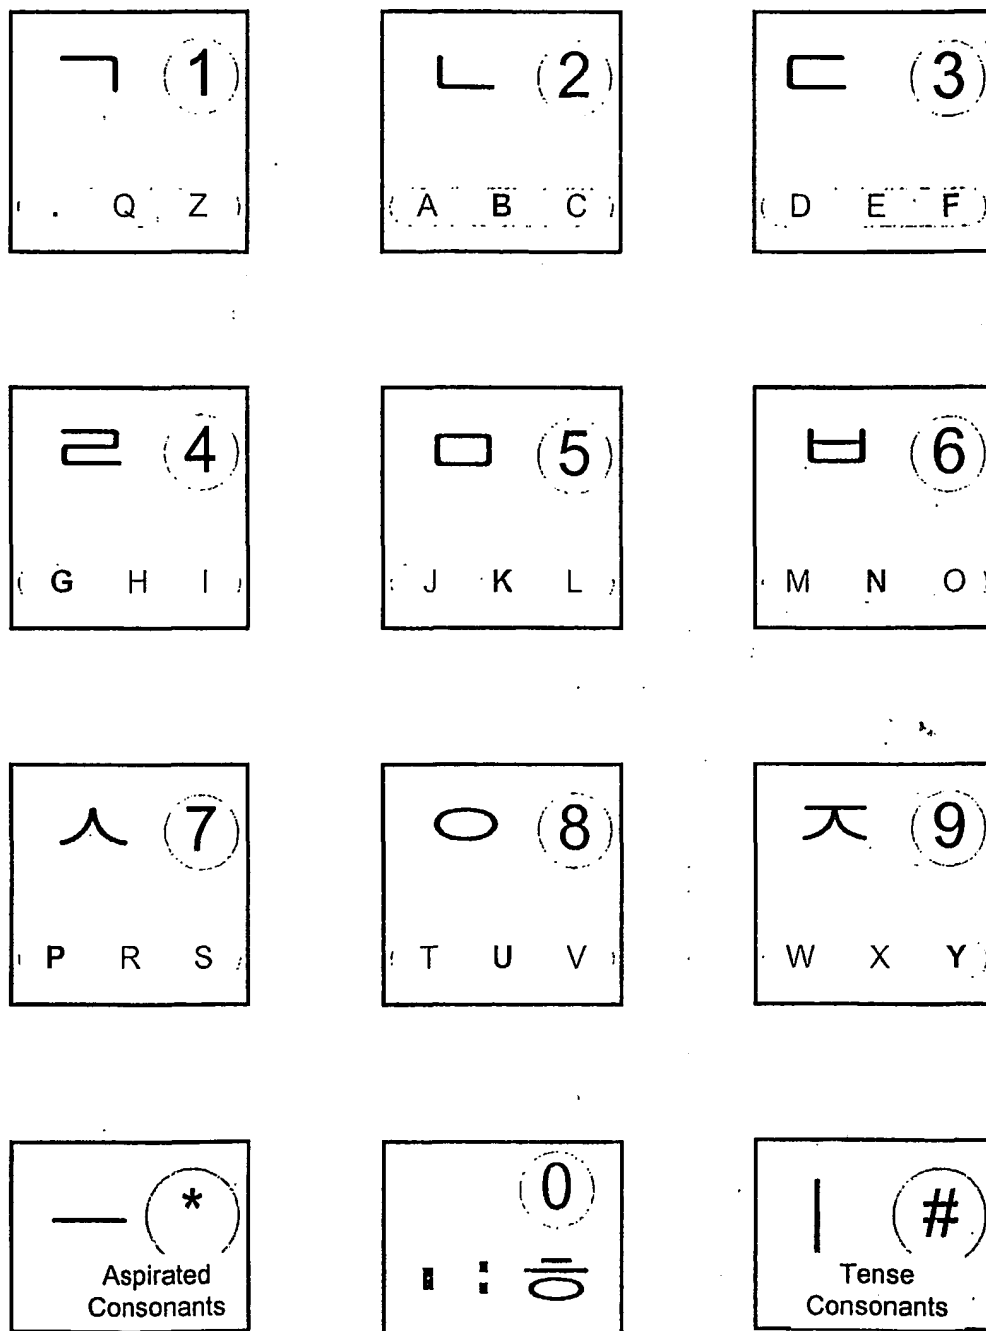 ㄱ 1 ㄴ 2 ㄷ 3
. Q Z A B C D E F
ㄹ 4 ㅁ 5 ㅂ 6
G H I J K L M N O
ㅅ 7 ㅇ 8 ㅈ 9
P R S T U V W X Y
ㅡ * 0 ㅣ #
Aspirated · : ㅎ Tense
Consonants Consonants